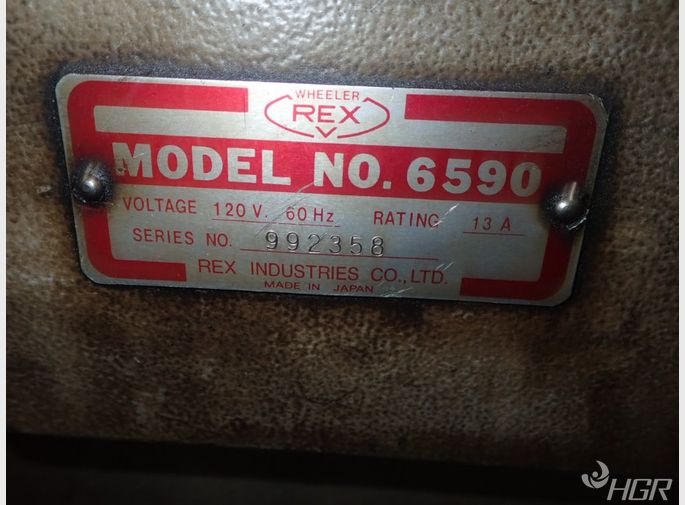 WHEELER
REX
MODEL NO. 6590
VOLTAGE 120 V. 60 Hz RATING 13 A
SERIES NO. 992358
REX INDUSTRIES CO., LTD.
MADE IN JAPAN
HGR